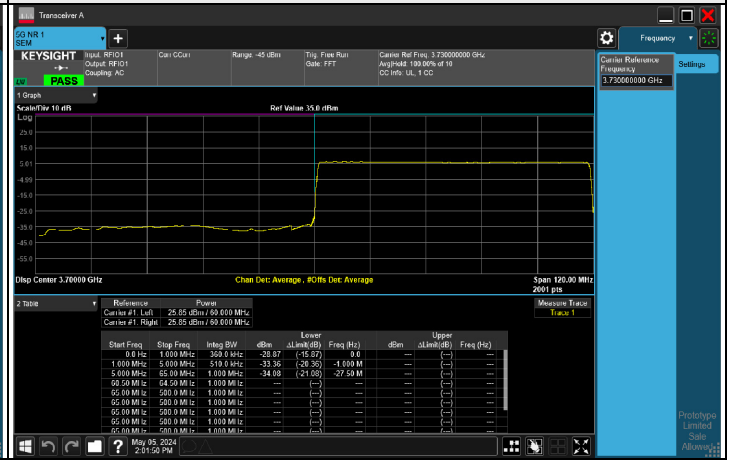 Transceiver A
5G NR 1
SEM
Frequency
KEYSIGHT
Input: RFIO1
Output: RFIO1
Coupling: AC
Corr CCorr
Range: -45 dBm
Trig: Free Run
Gate: FFT
Carrier Ref Freq: 3.730000000 GHz
Avg|Hold: 100.00% of 10
CC Info: UL, 1 CC
PASS
Carrier Reference
Frequency
3.730000000 GHz
Settings
1 Graph
Scale/Div 10 dB
Ref Value 35.0 dBm
Log
25.0
15.0
5.01
-4.99
-15.0
-25.0
-35.0
-45.0
-55.0
Disp Center 3.70000 GHz
Chan Det: Average , #Offs Det: Average
Span 120.00 MHz
2001 pts
2 Table
Reference Power
Carrier #1. Left 25.85 dBm / 60.000 MHz
Carrier #1. Right 25.85 dBm / 60.000 MHz
Measure Trace
Trace 1
Lower Upper
Start Freq Stop Freq Integ BW dBm ΔLimit(dB) Freq (Hz) dBm ΔLimit(dB) Freq (Hz)
0.0 Hz 1.000 MHz 360.0 kHz -28.87 (-15.87) 0.0 --- (---) ---
1.000 MHz 5.000 MHz 510.0 kHz -33.36 (-20.36) -1.000 M --- (---) ---
5.000 MHz 65.00 MHz 1.000 MHz -34.08 (-21.08) -27.50 M --- (---) ---
60.50 MHz 64.50 MHz 1.000 MHz --- (---) --- --- (---) ---
65.00 MHz 500.0 MHz 1.000 MHz --- (---) --- --- (---) ---
65.00 MHz 500.0 MHz 1.000 MHz --- (---) --- --- (---) ---
65.00 MHz 500.0 MHz 1.000 MHz --- (---) --- --- (---) ---
65.00 MHz 500.0 MHz 1.000 MHz --- (---) --- --- (---) ---
May 05, 2024
2:01:50 PM
Prototype
Limited
Sale
Allowed